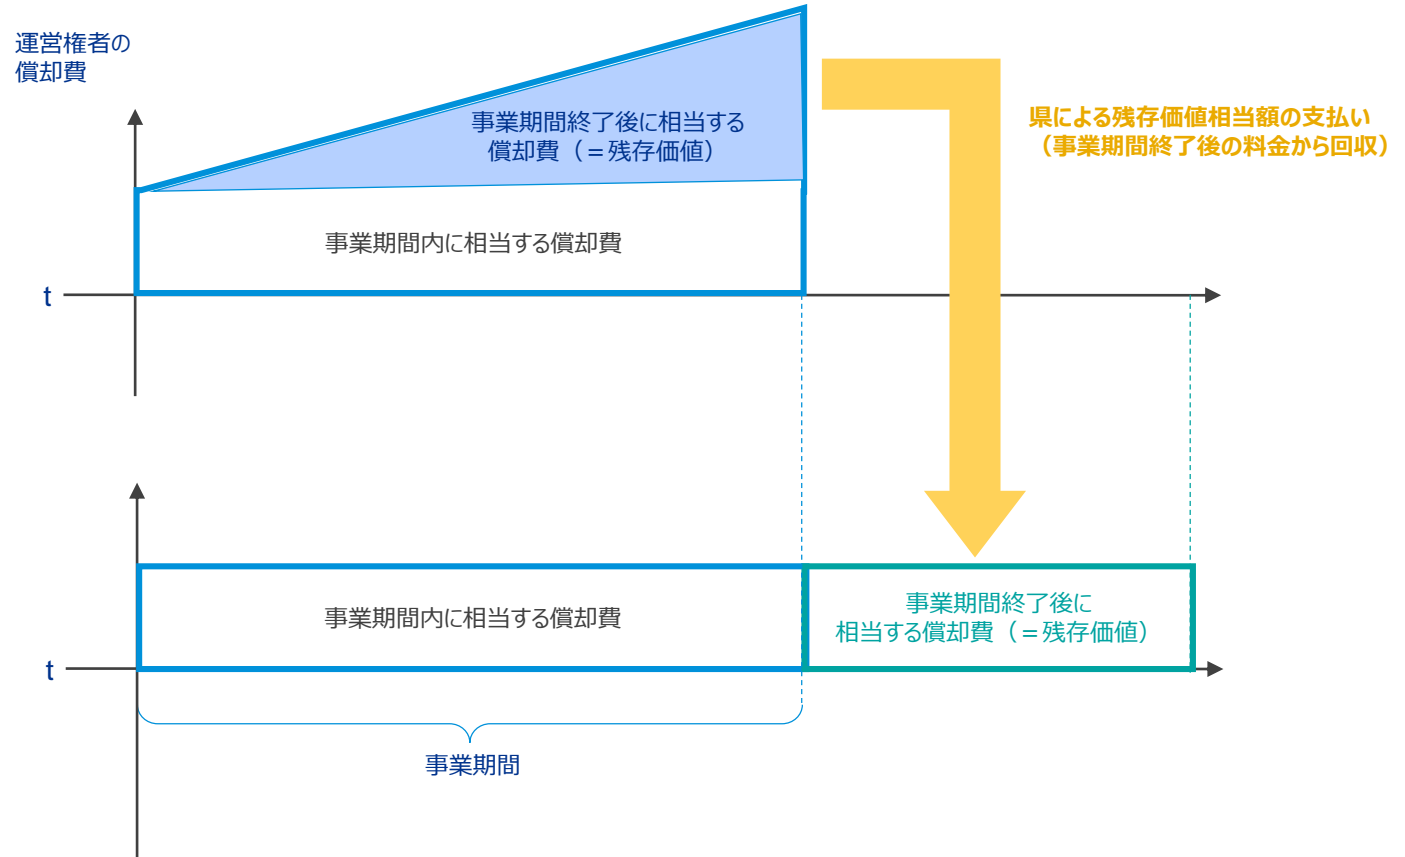 運営権者の
償却費
事業期間終了後に相当する
償却費（＝残存価値）
県による残存価値相当額の支払い
（事業期間終了後の料金から回収）
事業期間内に相当する償却費
t
事業期間内に相当する償却費
事業期間終了後に
相当する償却費（＝残存価値）
t
事業期間